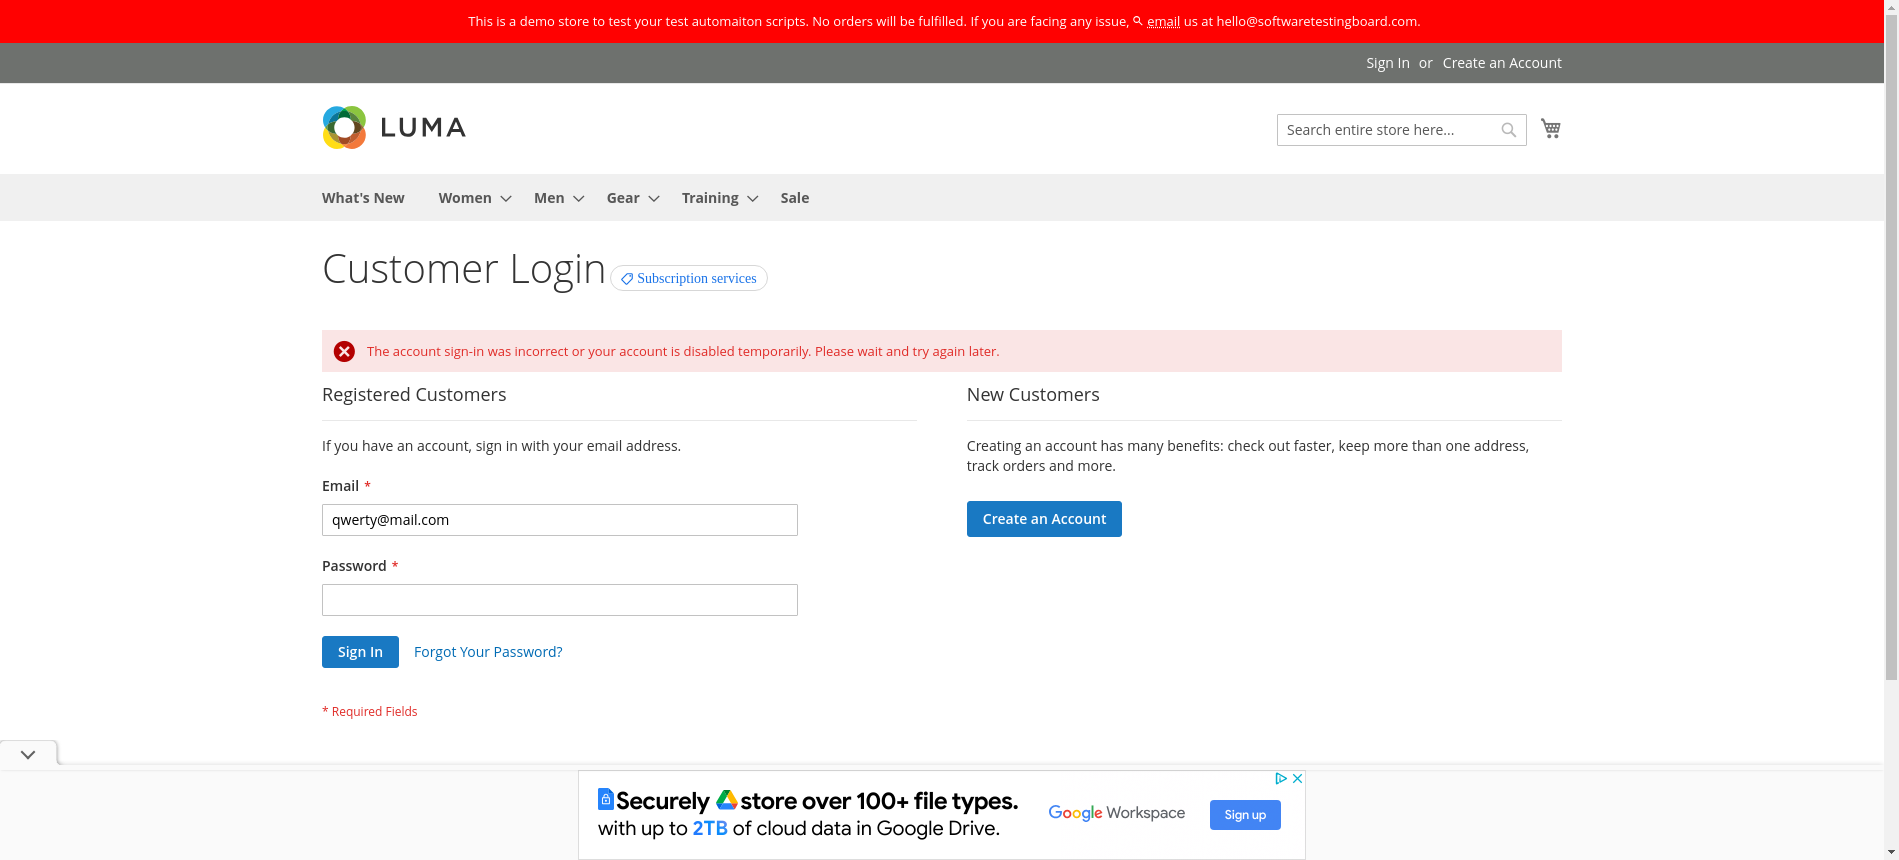 This is a demo store to test your test automaiton scripts. No orders will be fulfilled. If you are facing any issue, email us at hello@softwaretestingboard.com.
Sign In or Create an Account
LUMA
Search entire store here...
What's New Women Men Gear Training Sale
Customer Login Subscription services
The account sign-in was incorrect or your account is disabled temporarily. Please wait and try again later.
Registered Customers
If you have an account, sign in with your email address.
Email *
qwerty@mail.com
Password *
Sign In Forgot Your Password?
* Required Fields
New Customers
Creating an account has many benefits: check out faster, keep more than one address,
track orders and more.
Create an Account
Securely store over 100+ file types.
with up to 2TB of cloud data in Google Drive.
Google Workspace
Sign up